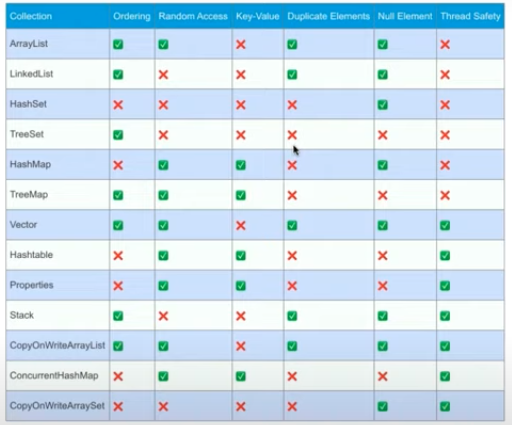 Collection Ordering Random Access Key-Value Duplicate Elements Null Element Thread Safety
ArrayList ✅ ✅ ❌ ✅ ✅ ❌
LinkedList ✅ ❌ ❌ ✅ ✅ ❌
HashSet ❌ ❌ ❌ ❌ ✅ ❌
TreeSet ✅ ❌ ❌ ❌ ❌ ❌
HashMap ❌ ✅ ✅ ❌ ✅ ❌
TreeMap ✅ ✅ ✅ ❌ ❌ ❌
Vector ✅ ✅ ❌ ✅ ✅ ✅
Hashtable ❌ ✅ ✅ ❌ ❌ ✅
Properties ❌ ✅ ✅ ❌ ❌ ✅
Stack ✅ ❌ ❌ ✅ ✅ ✅
CopyOnWriteArrayList ✅ ✅ ❌ ✅ ✅ ✅
ConcurrentHashMap ❌ ✅ ✅ ❌ ❌ ✅
CopyOnWriteArraySet ❌ ❌ ❌ ❌ ✅ ✅